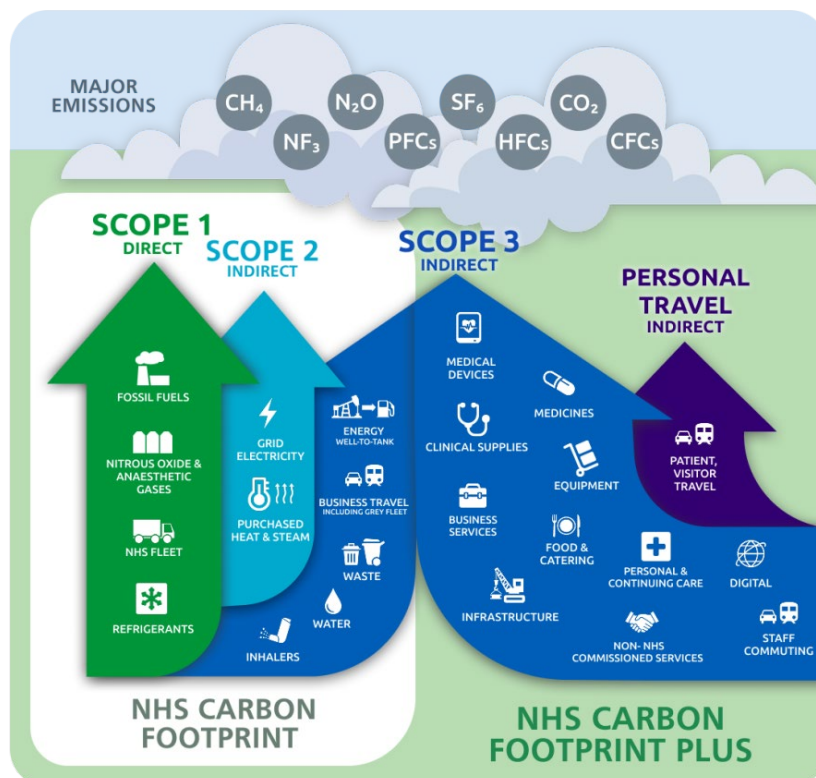 MAJOR
EMISSIONS
CH₄
N₂O
SF₆
CO₂
NF₃
PFCs
HFCs
CFCs
SCOPE 1
DIRECT
FOSSIL FUELS
NITROUS OXIDE &
ANAESTHETIC
GASES
NHS FLEET
REFRIGERANTS
SCOPE 2
INDIRECT
GRID
ELECTRICITY
PURCHASED
HEAT & STEAM
SCOPE 3
INDIRECT
ENERGY
WELL-TO-TANK
BUSINESS TRAVEL
INCLUDING GREY FLEET
WASTE
WATER
INHALERS
MEDICAL
DEVICES
MEDICINES
CLINICAL SUPPLIES
EQUIPMENT
BUSINESS
SERVICES
FOOD &
CATERING
INFRASTRUCTURE
PERSONAL &
CONTINUING CARE
DIGITAL
NON- NHS
COMMISSIONED SERVICES
STAFF
COMMUTING
PERSONAL
TRAVEL
INDIRECT
PATIENT,
VISITOR
TRAVEL
NHS CARBON
FOOTPRINT
NHS CARBON
FOOTPRINT PLUS